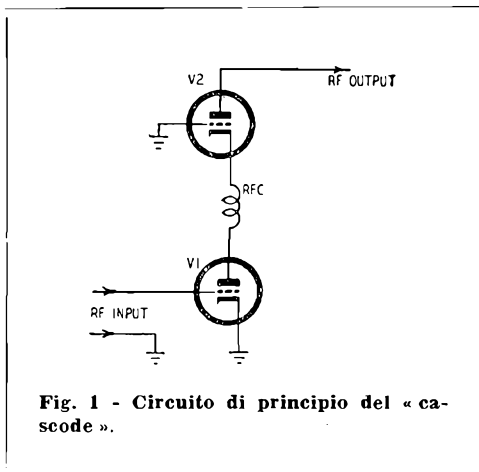 V2
RF OUTPUT
RFC
V1
RF INPUT
Fig. 1 - Circuito di principio del « ca-
scode ».